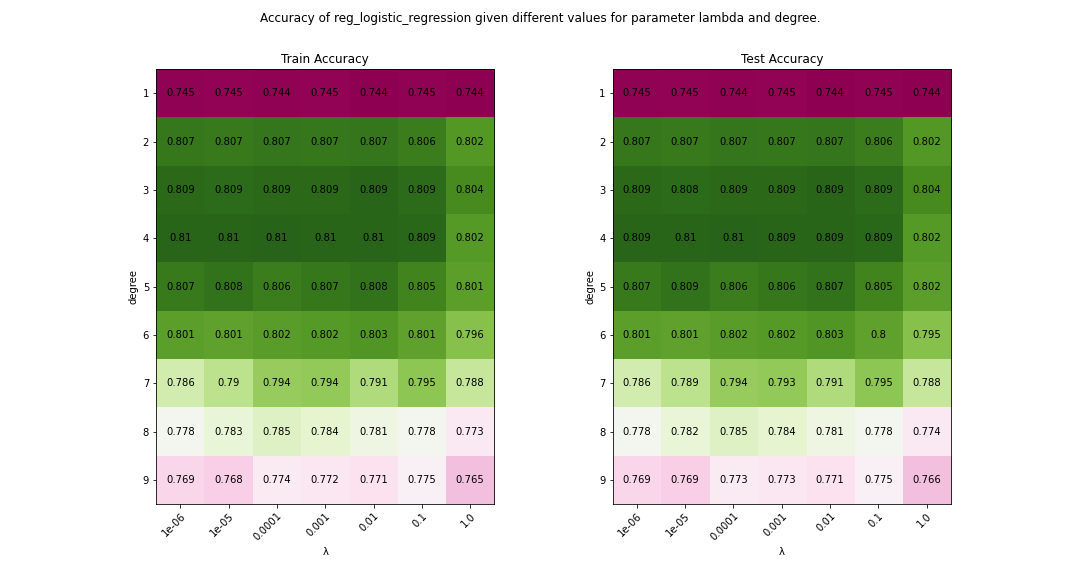 Accuracy of reg_logistic_regression given different values for parameter lambda and degree.
Train Accuracy
degree
1 0.745 0.745 0.744 0.745 0.744 0.745 0.744
2 0.807 0.807 0.807 0.807 0.807 0.806 0.802
3 0.809 0.809 0.809 0.809 0.809 0.809 0.804
4 0.81 0.81 0.81 0.81 0.81 0.809 0.802
5 0.807 0.808 0.806 0.807 0.808 0.805 0.801
6 0.801 0.801 0.802 0.802 0.803 0.801 0.796
7 0.786 0.79 0.794 0.794 0.791 0.795 0.788
8 0.778 0.783 0.785 0.784 0.781 0.778 0.773
9 0.769 0.768 0.774 0.772 0.771 0.775 0.765
1e-06 1e-05 0.0001 0.001 0.01 0.1 1.0
λ
Test Accuracy
degree
1 0.745 0.745 0.744 0.745 0.744 0.745 0.744
2 0.807 0.807 0.807 0.807 0.807 0.806 0.802
3 0.809 0.808 0.809 0.809 0.809 0.809 0.804
4 0.809 0.81 0.81 0.809 0.809 0.809 0.802
5 0.807 0.809 0.806 0.806 0.807 0.805 0.802
6 0.801 0.801 0.802 0.802 0.803 0.8 0.795
7 0.786 0.789 0.794 0.793 0.791 0.795 0.788
8 0.778 0.782 0.785 0.784 0.781 0.778 0.774
9 0.769 0.769 0.773 0.773 0.771 0.775 0.766
1e-06 1e-05 0.0001 0.001 0.01 0.1 1.0
λ